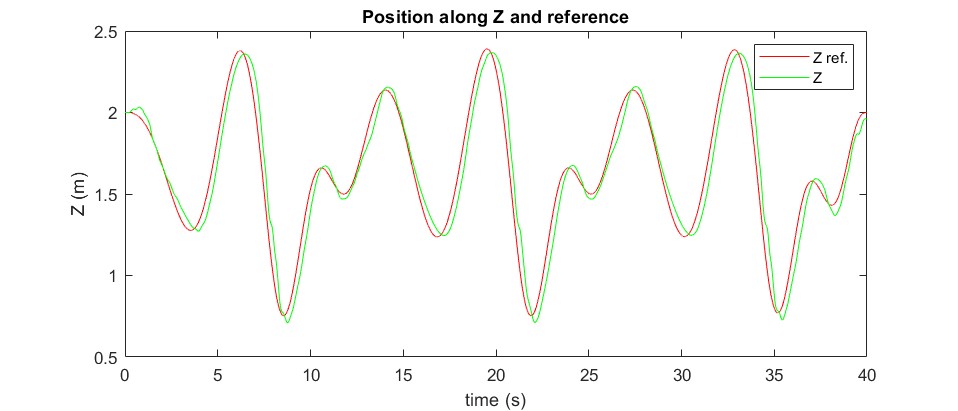 Position along Z and reference
2.5
2
1.5
1
0.5
Z (m)
Z ref.
Z
0 5 10 15 20 25 30 35 40
time (s)